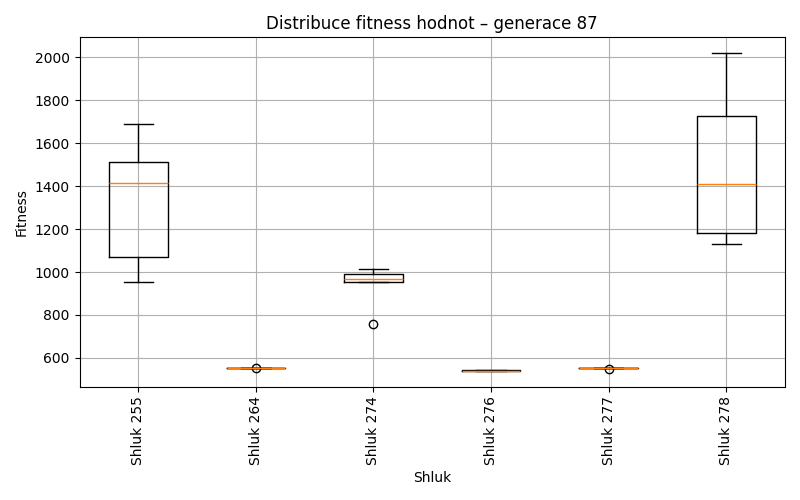 Distribuce fitness hodnot – generace 87
Fitness
2000
1800
1600
1400
1200
1000
800
600
Shluk 255
Shluk 264
Shluk 274
Shluk 276
Shluk 277
Shluk 278
Shluk